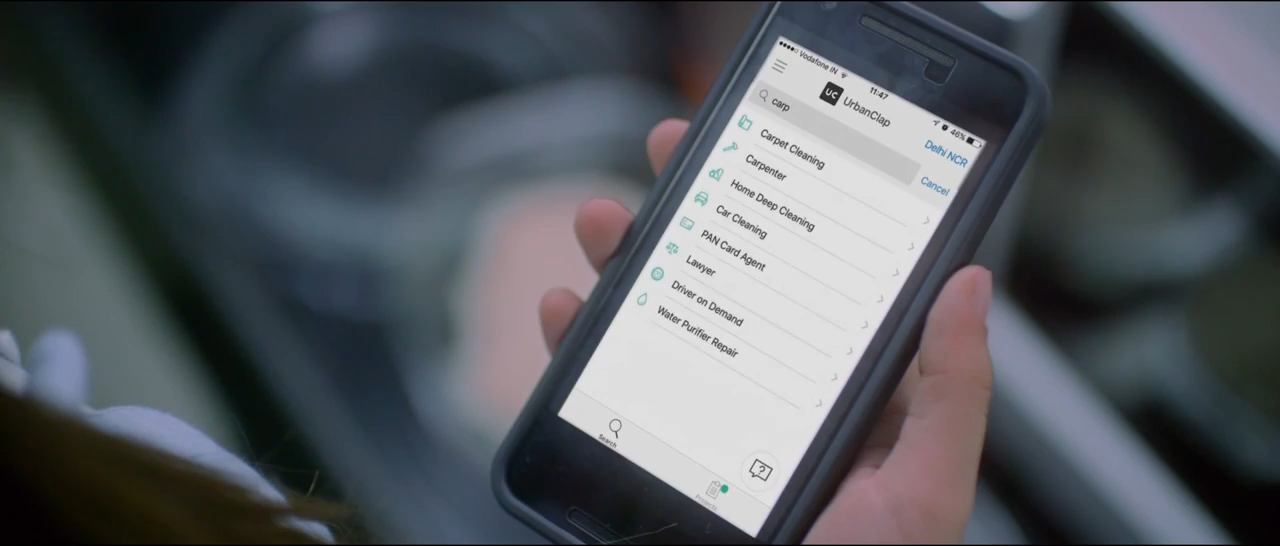 Vodafone IN 11:47 46%
UC UrbanClap Delhi NCR
carp Cancel
Carpet Cleaning
Carpenter
Home Deep Cleaning
Car Cleaning
PAN Card Agent
Lawyer
Driver on Demand
Water Purifier Repair
?
Search
Projects